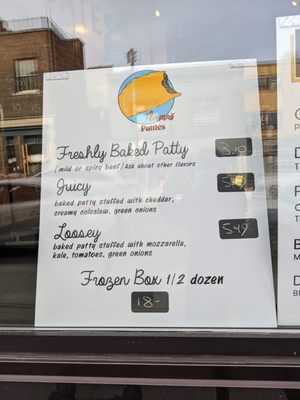 Patties
Freshly Baked Patty 3.10
(mild or spicy beef) Ask about other flavors
Juicy
baked patty stuffed with cheddar,
creamy coleslaw, green onions
Loosey 5.49
baked patty stuffed with mozzarella,
kale, tomatoes, green onions
Frozen Box 1/2 dozen
18-